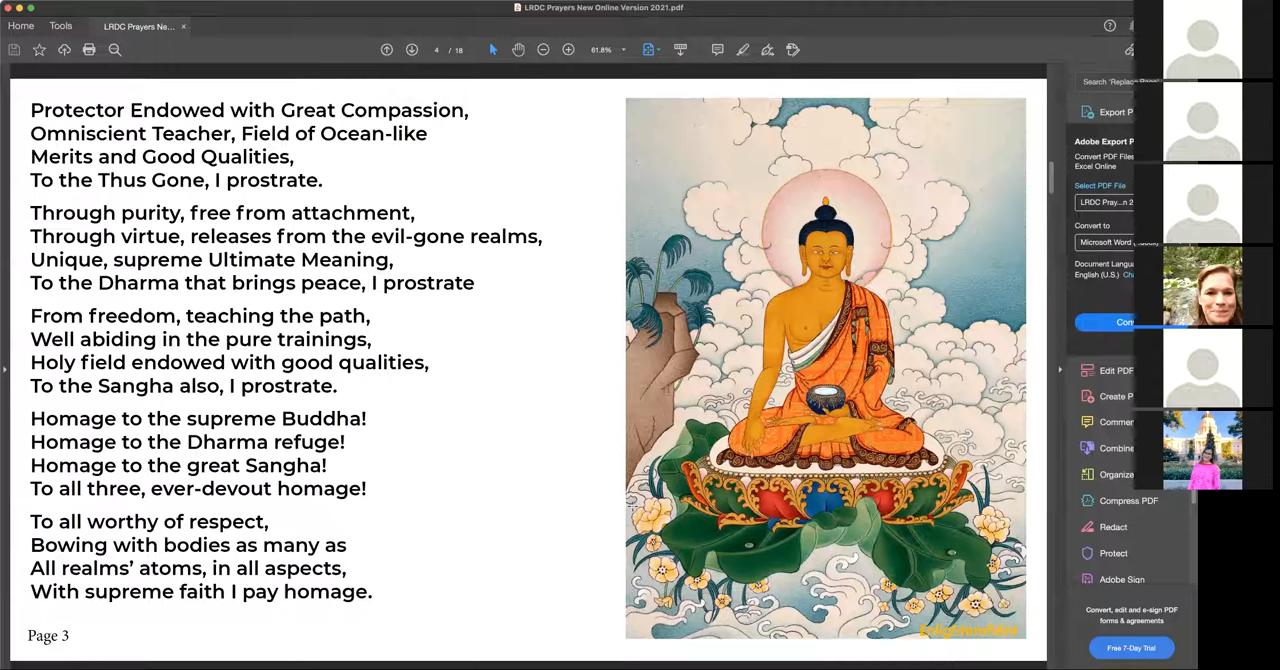 LRDC Prayers New Online Version 2021.pdf
Home
Tools
LRDC Prayers Ne...
4 / 18
61.8%
Protector Endowed with Great Compassion,
Omniscient Teacher, Field of Ocean-like
Merits and Good Qualities,
To the Thus Gone, I prostrate.
Through purity, free from attachment,
Through virtue, releases from the evil-gone realms,
Unique, supreme Ultimate Meaning,
To the Dharma that brings peace, I prostrate
From freedom, teaching the path,
Well abiding in the pure trainings,
Holy field endowed with good qualities,
To the Sangha also, I prostrate.
Homage to the supreme Buddha!
Homage to the Dharma refuge!
Homage to the great Sangha!
To all three, ever-devout homage!
To all worthy of respect,
Bowing with bodies as many as
All realms' atoms, in all aspects,
With supreme faith I pay homage.
Page 3
Search 'Replace Page'
Export P
Adobe Export P
Convert PDF Files
Excel Online
Select PDF File
LRDC Pray...n 2
Convert to
Microsoft Word
Document Langua
English (U.S.) Ch
Con
Edit PDF
Create P
Commen
Combine
Organize
Compress PDF
Redact
Protect
Adobe Sign
Convert, edit and e-sign PDF
forms & agreements
Free 7-Day Trial